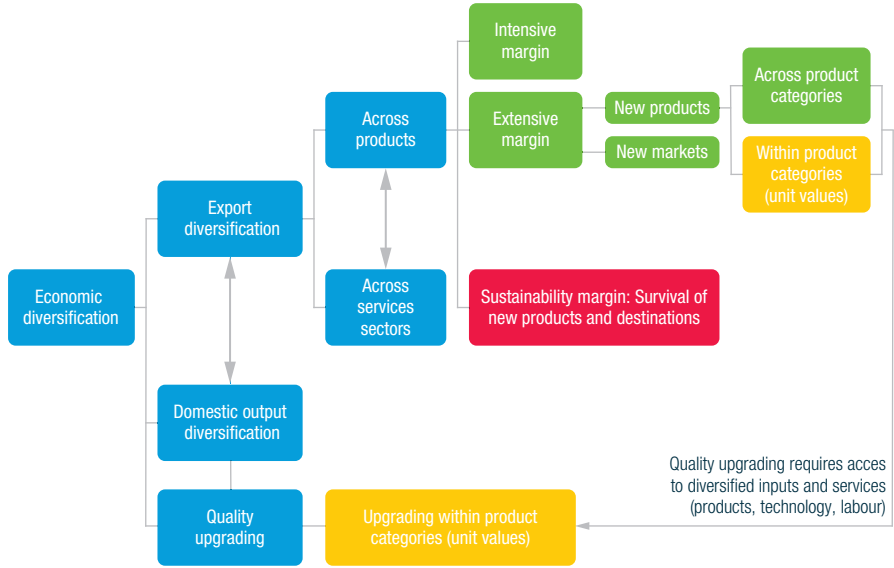 Intensive
margin
Across
products
Extensive
margin
New products
New markets
Across product
categories
Within product
categories
(unit values)
Export
diversification
Economic
diversification
Across
services
sectors
Sustainability margin: Survival of
new products and destinations
Domestic output
diversification
Quality
upgrading
Upgrading within product
categories (unit values)
Quality upgrading requires acces
to diversified inputs and services
(products, technology, labour)